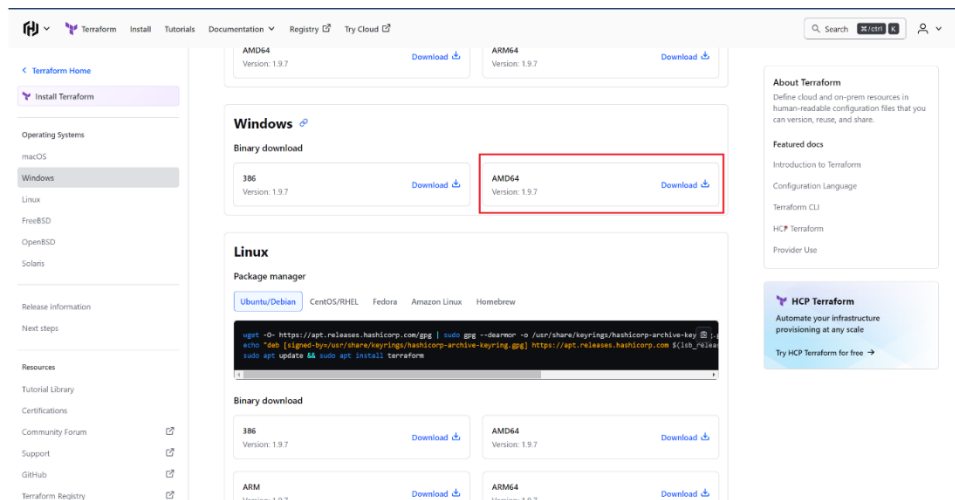 Terraform Install Tutorials Documentation Registry Try Cloud Search ⌘/ctrl K
Terraform Home
Install Terraform
Operating Systems
macOS
Windows
Linux
FreeBSD
OpenBSD
Solaris
Release information
Next steps
Resources
Tutorial Library
Certifications
Community Forum
Support
GitHub
Terraform Registry
AMD64
Version: 1.9.7
Download
ARM64
Version: 1.9.7
Download
Windows
Binary download
386
Version: 1.9.7
Download
AMD64
Version: 1.9.7
Download
Linux
Package manager
Ubuntu/Debian CentOS/RHEL Fedora Amazon Linux Homebrew
wget -O- https://apt.releases.hashicorp.com/gpg | sudo gpg --dearmor -o /usr/share/keyrings/hashicorp-archive-keyring.g
echo "deb [signed-by=/usr/share/keyrings/hashicorp-archive-keyring.gpg] https://apt.releases.hashicorp.com $(lsb_relea
sudo apt update && sudo apt install terraform
Binary download
386
Version: 1.9.7
Download
AMD64
Version: 1.9.7
Download
ARM
Version: 1.9.7
Download
ARM64
Version: 1.9.7
Download
About Terraform
Define cloud and on-prem resources in
human-readable configuration files that you
can version, reuse, and share.
Featured docs
Introduction to Terraform
Configuration Language
Terraform CLI
HCP Terraform
Provider Use
HCP Terraform
Automate your infrastructure
provisioning at any scale
Try HCP Terraform for free →